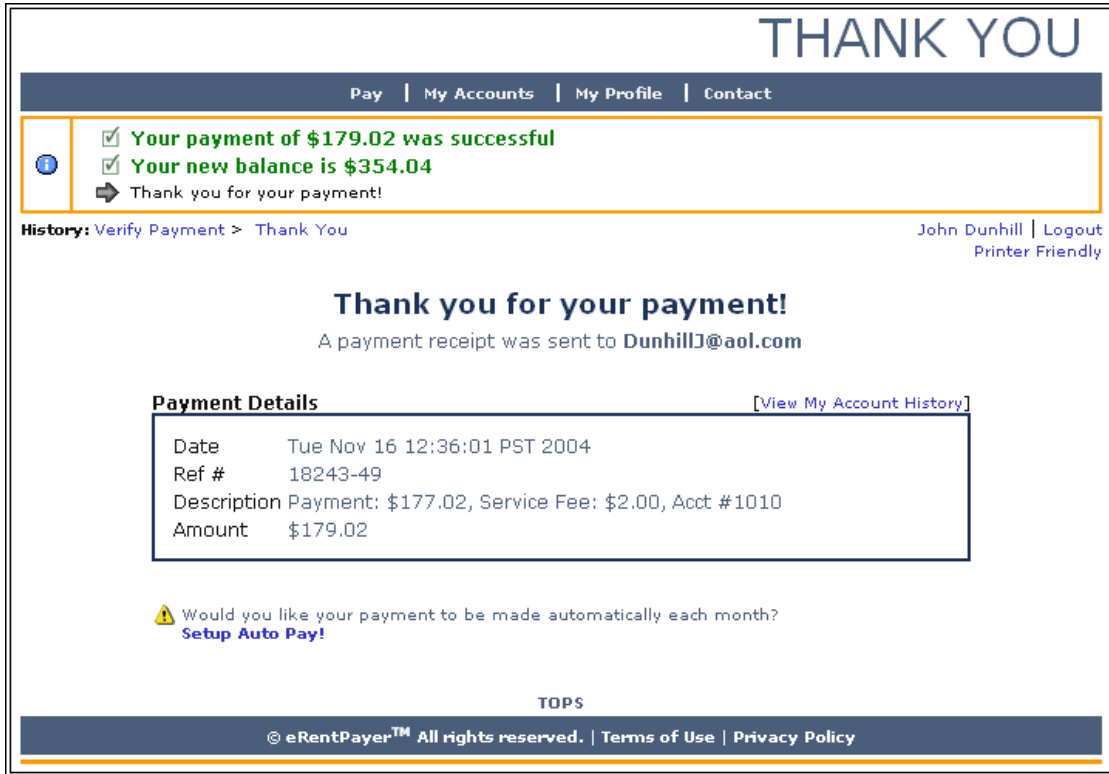 THANK YOU
Pay | My Accounts | My Profile | Contact
Your payment of $179.02 was successful
Your new balance is $354.04
Thank you for your payment!
History: Verify Payment > Thank You
John Dunhill | Logout
Printer Friendly
Thank you for your payment!
A payment receipt was sent to DunhillJ@aol.com
Payment Details
[View My Account History]
Date Tue Nov 16 12:36:01 PST 2004
Ref # 18243-49
Description Payment: $177.02, Service Fee: $2.00, Acct #1010
Amount $179.02
Would you like your payment to be made automatically each month?
Setup Auto Pay!
TOPS
© eRentPayer™ All rights reserved. | Terms of Use | Privacy Policy